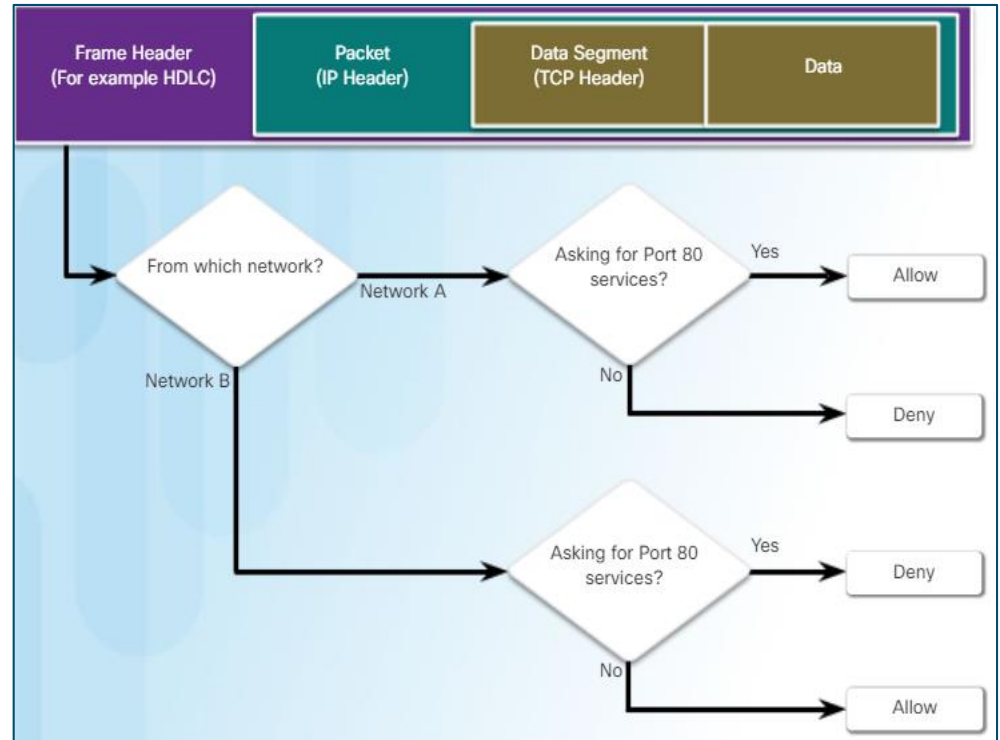 Frame Header
(For example HDLC)
Packet
(IP Header)
Data Segment
(TCP Header)
Data
From which network?
Network A
Asking for Port 80
services?
Yes
Allow
No
Deny
Network B
Asking for Port 80
services?
Yes
Deny
No
Allow